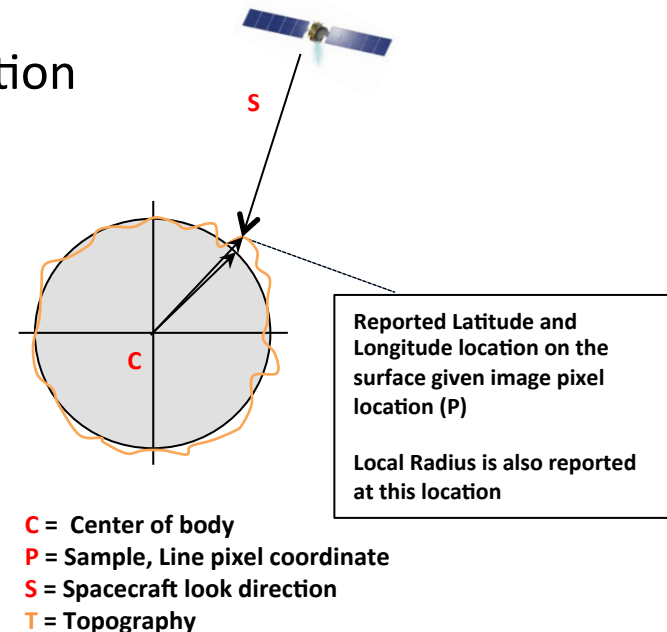 tion
S
C
Reported Latitude and
Longitude location on the
surface given image pixel
location (P)
Local Radius is also reported
at this location
C = Center of body
P = Sample, Line pixel coordinate
S = Spacecraft look direction
T = Topography